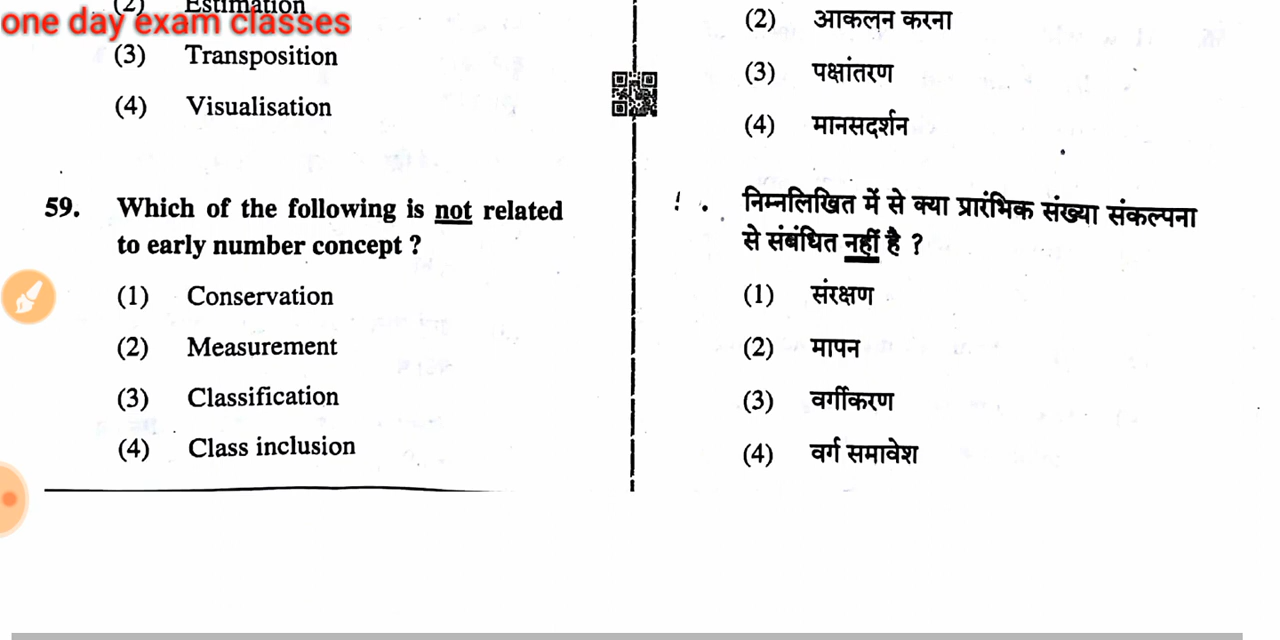 (2) Estimation
one day exam classes
(3) Transposition
(4) Visualisation
59. Which of the following is not related
to early number concept ?
(1) Conservation
(2) Measurement
(3) Classification
(4) Class inclusion
(2) आकलन करना
(3) पक्षांतरण
(4) मानसदर्शन
निम्नलिखित में से क्या प्रारंभिक संख्या संकल्पना
से संबंधित नहीं है ?
(1) संरक्षण
(2) मापन
(3) वर्गीकरण
(4) वर्ग समावेश